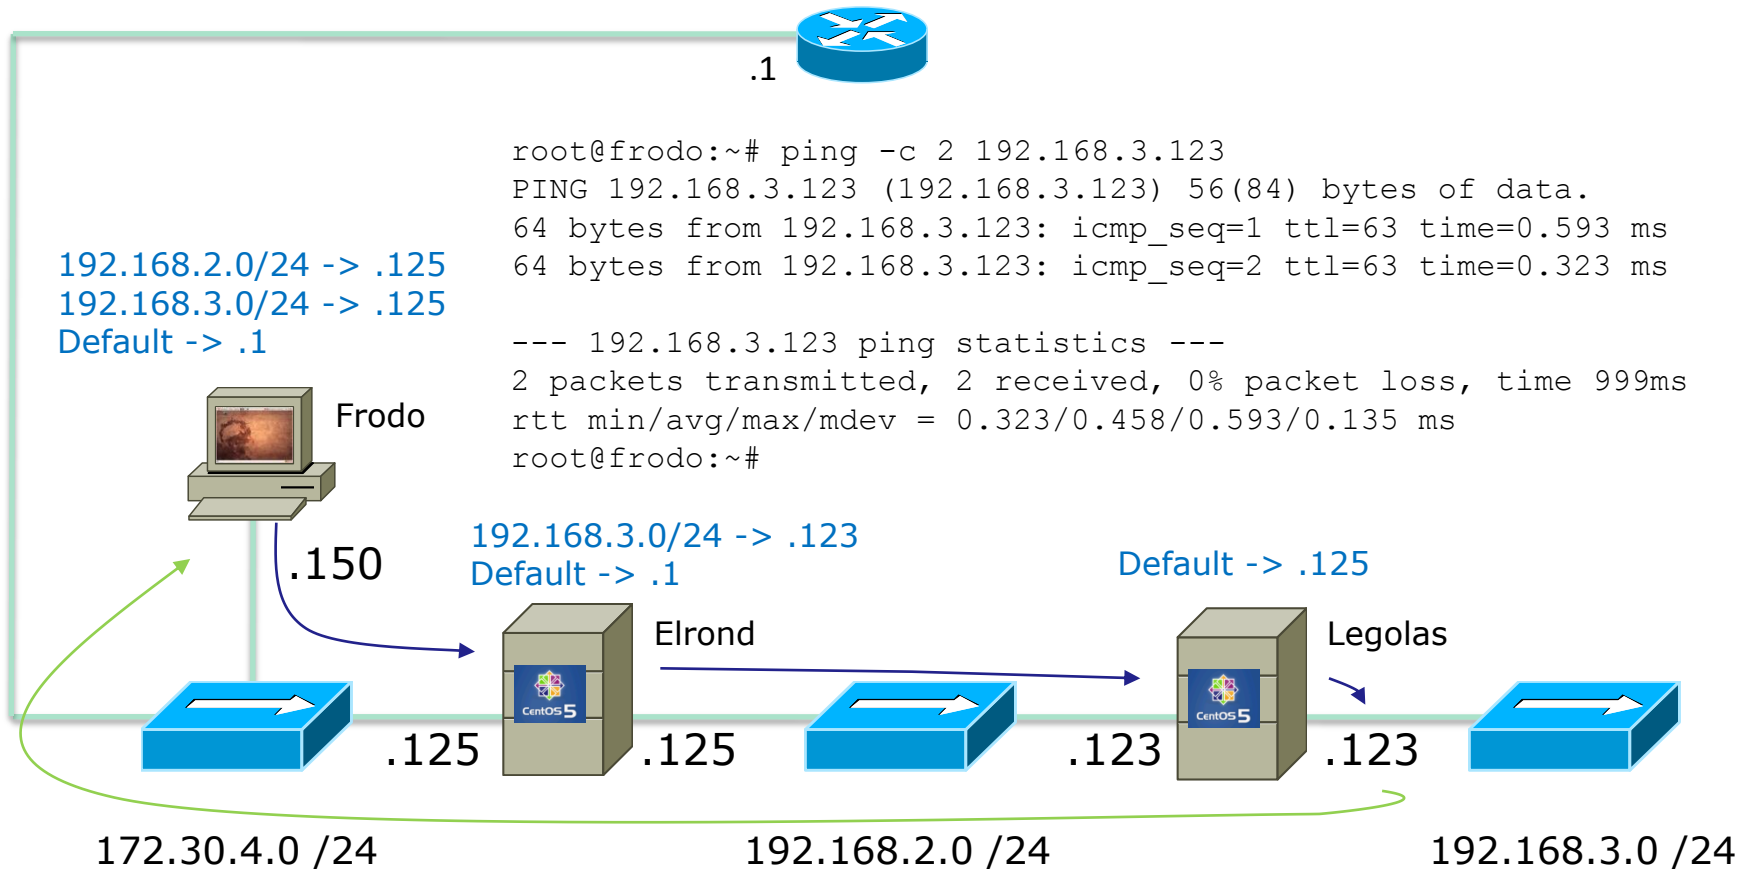 .1
root@frodo:~# ping -c 2 192.168.3.123
PING 192.168.3.123 (192.168.3.123) 56(84) bytes of data.
64 bytes from 192.168.3.123: icmp_seq=1 ttl=63 time=0.593 ms
64 bytes from 192.168.3.123: icmp_seq=2 ttl=63 time=0.323 ms
--- 192.168.3.123 ping statistics ---
2 packets transmitted, 2 received, 0% packet loss, time 999ms
rtt min/avg/max/mdev = 0.323/0.458/0.593/0.135 ms
root@frodo:~#
192.168.2.0/24 -> .125
192.168.3.0/24 -> .125
Default -> .1
Frodo
.150
192.168.3.0/24 -> .123
Default -> .1
Default -> .125
Elrond
Legolas
CentOS 5
CentOS 5
.125
.125
.123
.123
172.30.4.0 /24
192.168.2.0 /24
192.168.3.0 /24